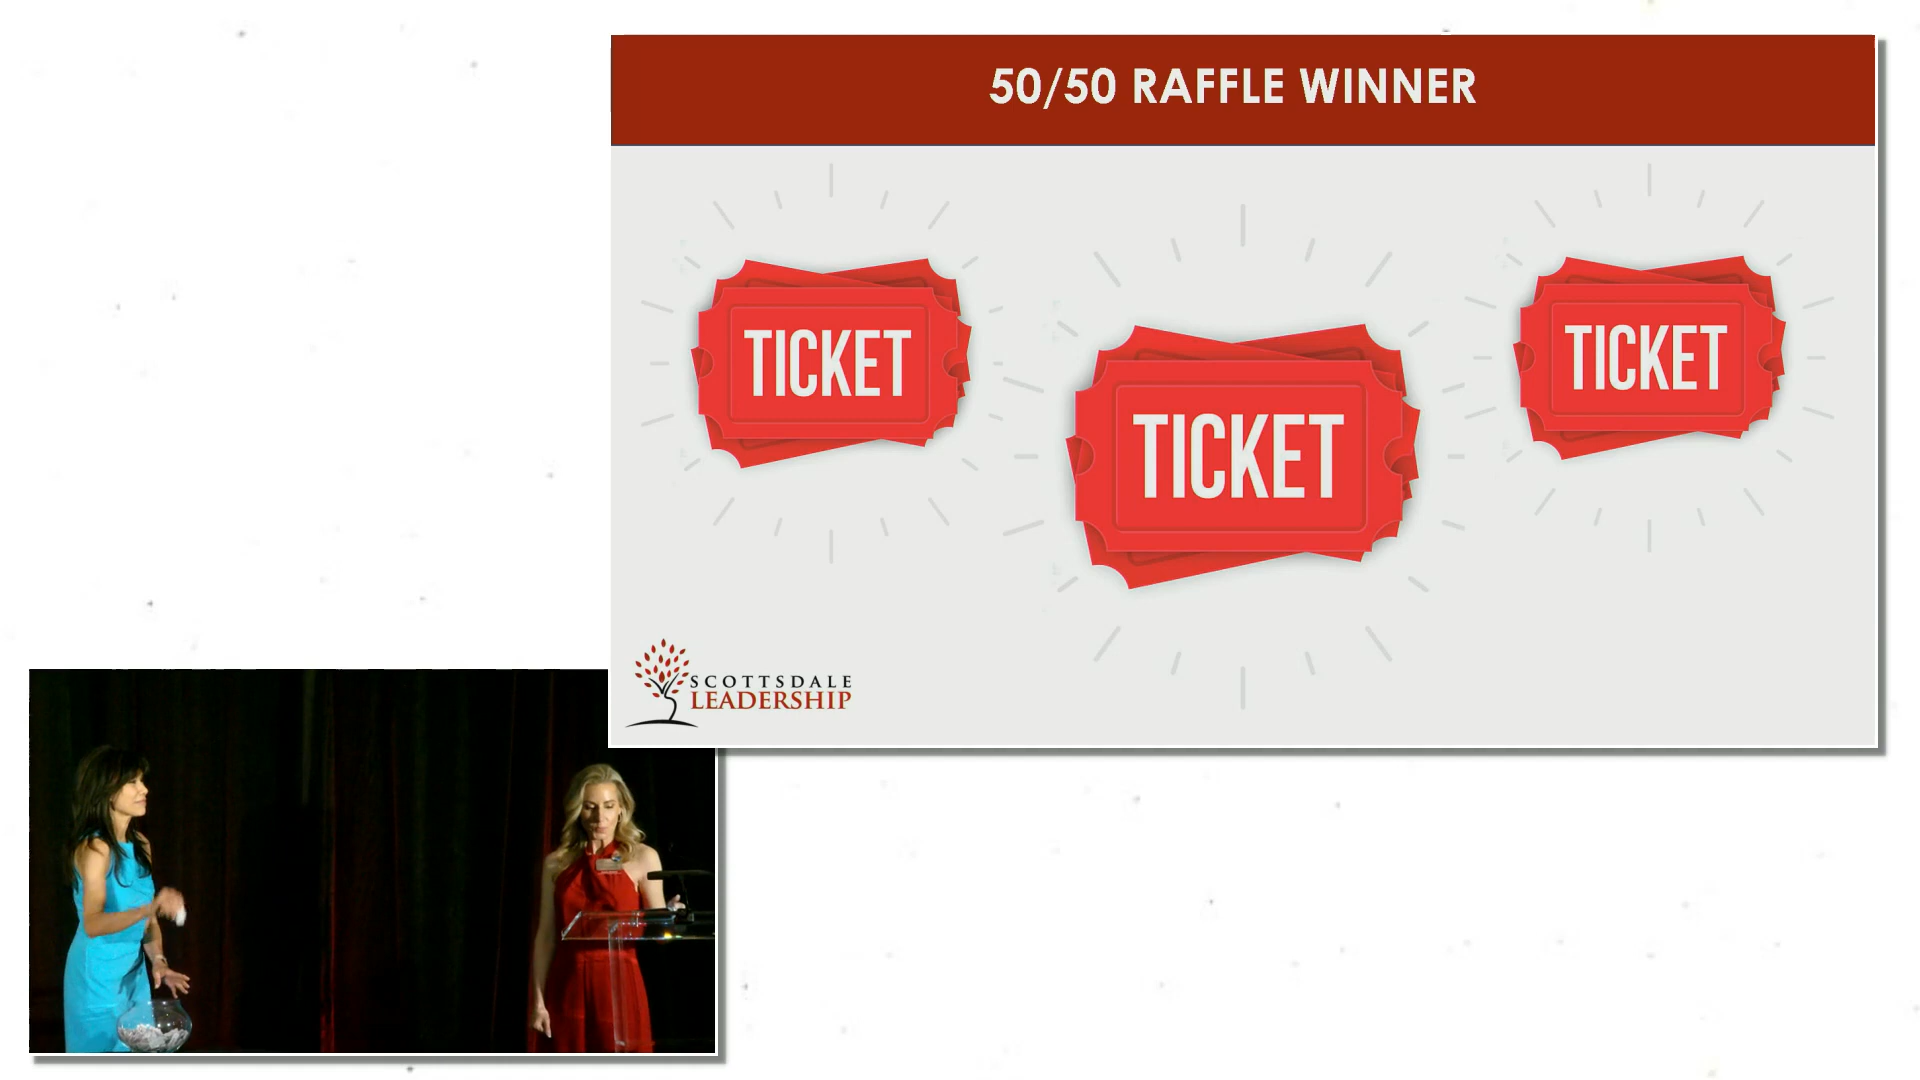 50/50 RAFFLE WINNER
TICKET
TICKET
TICKET
SCOTTSDALE
LEADERSHIP